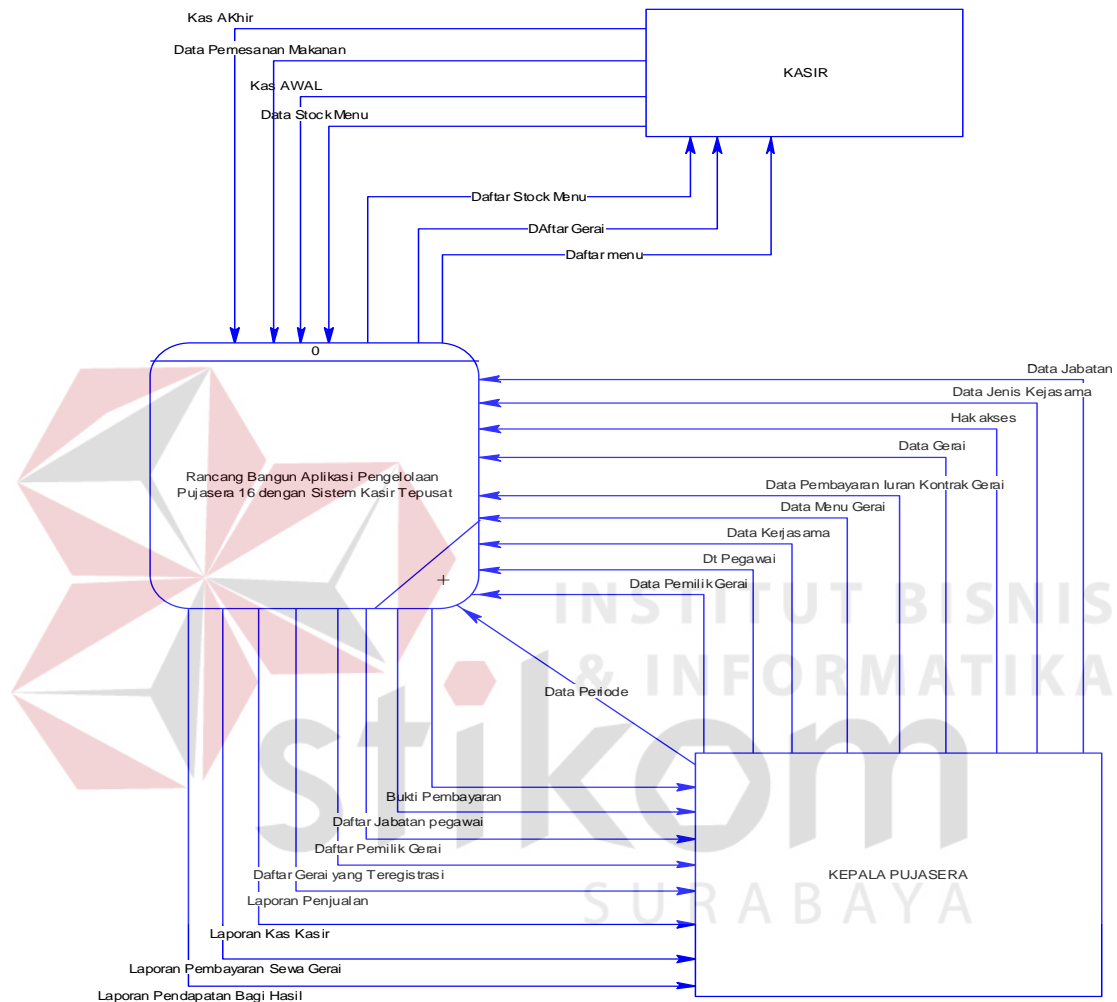 Kas AKhir
Data Pemesanan Makanan
KASIR
Kas AWAL
Data Stock Menu
Daftar Stock Menu
DAftar Gerai
Daftar menu
0
Data Jabatan
Data Jenis Kejasama
Hak akses
Data Gerai
Rancang Bangun Aplikasi Pengelolaan
Pujasera 16 dengan Sistem Kasir Tepusat
Data Pembayaran Iuran Kontrak Gerai
Data Menu Gerai
Data Kerjasama
Dt Pegawai
Data Pemilik Gerai
+
INSTITUT BISNIS
& INFORMATIKA
Data Periode
stikom
SURABAYA
Bukti Pembayaran
Daftar Jabatan pegawai
Daftar Pemilik Gerai
KEPALA PUJASERA
Daftar Gerai yang Teregistrasi
Laporan Penjualan
Laporan Kas Kasir
Laporan Pembayaran Sewa Gerai
Laporan Pendapatan Bagi Hasil